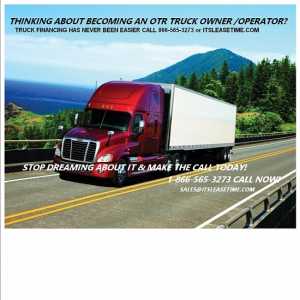 THINKING ABOUT BECOMING AN OTR TRUCK OWNER /OPERATOR?
TRUCK FINANCING HAS NEVER BEEN EASIER CALL 866-565-3273 or ITSLEASETIME.COM
STOP DREAMING ABOUT IT & MAKE THE CALL TODAY!
1-866-565-3273 CALL NOW!
SALES@ITSLEASETIME.COM